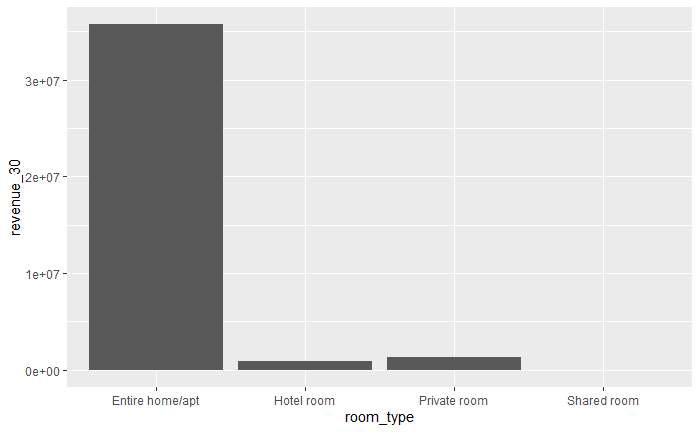 revenue_30
3e+07
2e+07
1e+07
0e+00
Entire home/apt
Hotel room
Private room
Shared room
room_type